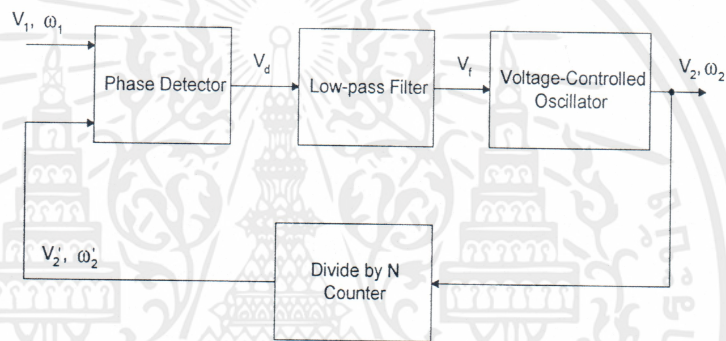 V₁, ω₁
Phase Detector
V_d
Low-pass Filter
V_f
Voltage-Controlled
Oscillator
V₂, ω₂
V₂', ω₂'
Divide by N
Counter